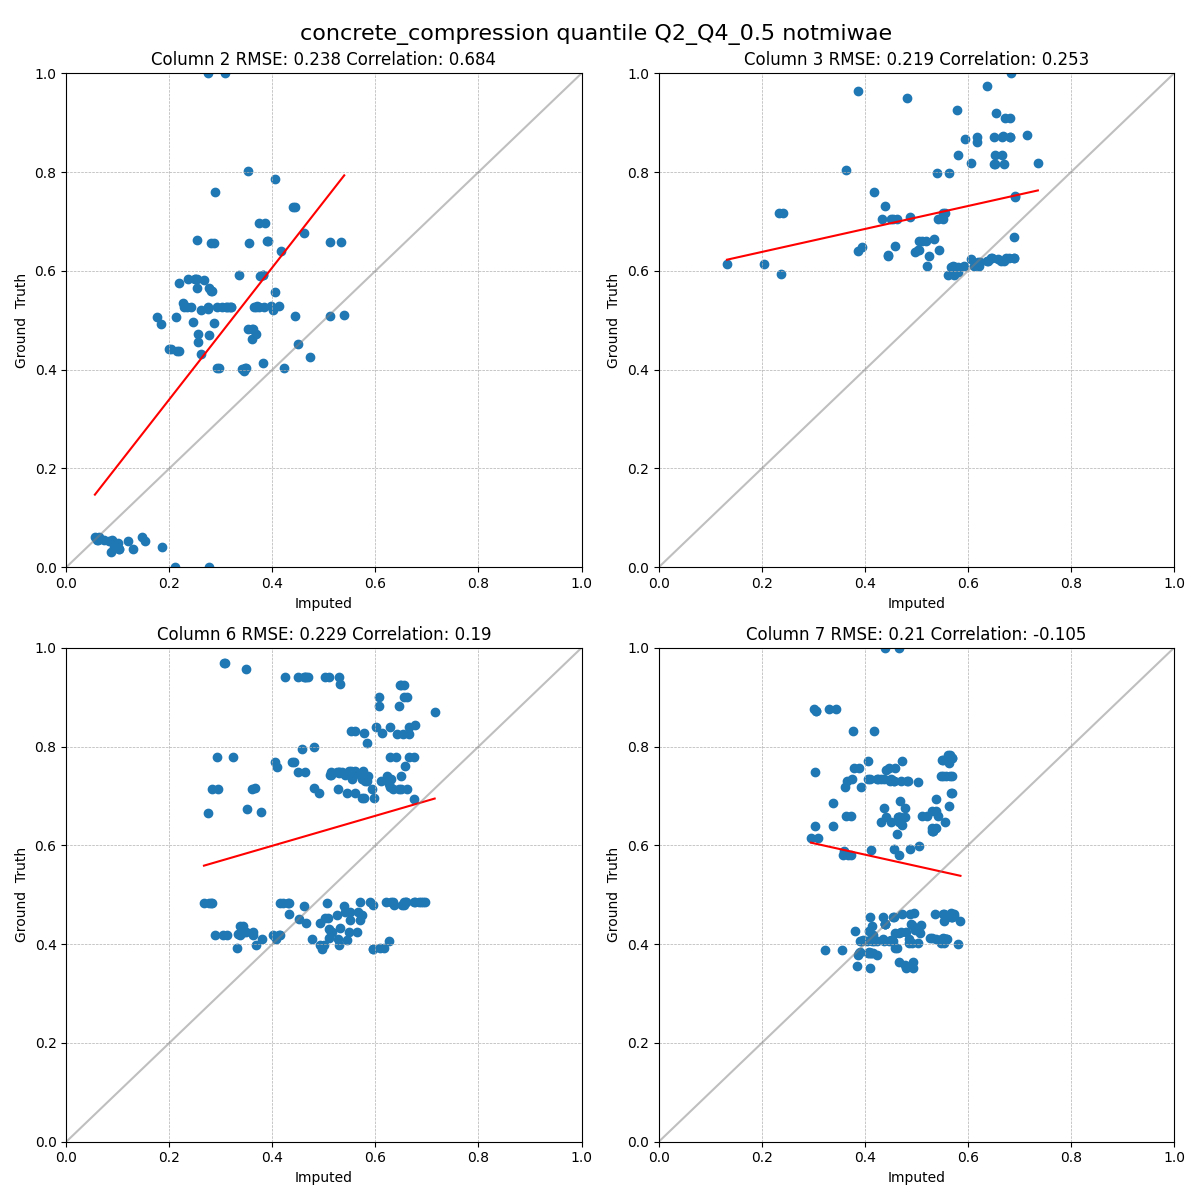 concrete_compression quantile Q2_Q4_0.5 notmiwae
Column 2 RMSE: 0.238 Correlation: 0.684
1.0
0.8
0.6
0.4
0.2
0.0
Ground Truth
0.0 0.2 0.4 0.6 0.8 1.0
Imputed
Column 3 RMSE: 0.219 Correlation: 0.253
1.0
0.8
0.6
0.4
0.2
0.0
Ground Truth
0.0 0.2 0.4 0.6 0.8 1.0
Imputed
Column 6 RMSE: 0.229 Correlation: 0.19
1.0
0.8
0.6
0.4
0.2
0.0
Ground Truth
0.0 0.2 0.4 0.6 0.8 1.0
Imputed
Column 7 RMSE: 0.21 Correlation: -0.105
1.0
0.8
0.6
0.4
0.2
0.0
Ground Truth
0.0 0.2 0.4 0.6 0.8 1.0
Imputed